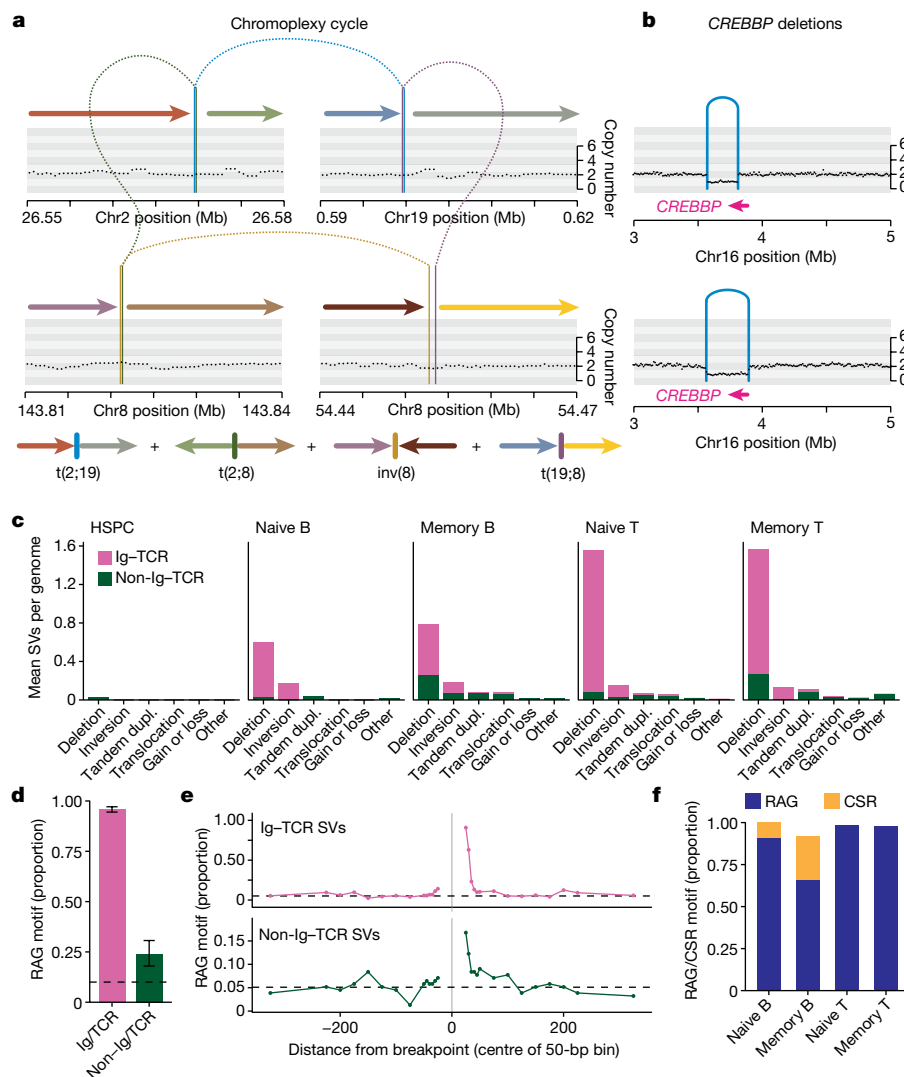 a
Chromoplexy cycle
Copy number
6
4
2
0
26.55 Chr2 position (Mb) 26.58
0.59 Chr19 position (Mb) 0.62
Copy number
6
4
2
0
143.81 Chr8 position (Mb) 143.84
54.44 Chr8 position (Mb) 54.47
+ + +
t(2;19) t(2;8) inv(8) t(19;8)
b
CREBBP deletions
6
4
2
0
CREBBP
3 4 5
Chr16 position (Mb)
6
4
2
0
CREBBP
3 4 5
Chr16 position (Mb)
c
HSPC Naive B Memory B Naive T Memory T
Ig–TCR
Non-Ig–TCR
Mean SVs per genome
1.6
1.2
0.8
0.4
0
Deletion Inversion Tandem dupl. Translocation Gain or loss Other
Deletion Inversion Tandem dupl. Translocation Gain or loss Other
Deletion Inversion Tandem dupl. Translocation Gain or loss Other
Deletion Inversion Tandem dupl. Translocation Gain or loss Other
Deletion Inversion Tandem dupl. Translocation Gain or loss Other
d
RAG motif (proportion)
1.00
0.75
0.50
0.25
0
Ig/TCR Non–Ig/TCR
e
RAG motif (proportion)
Ig–TCR SVs
1.00
0.50
0
Non-Ig–TCR SVs
0.15
0.10
0.05
0
−200 0 200
Distance from breakpoint (centre of 50-bp bin)
f
RAG CSR
RAG/CSR motif (proportion)
1.00
0.75
0.50
0.25
0
Naive B Memory B Naive T Memory T